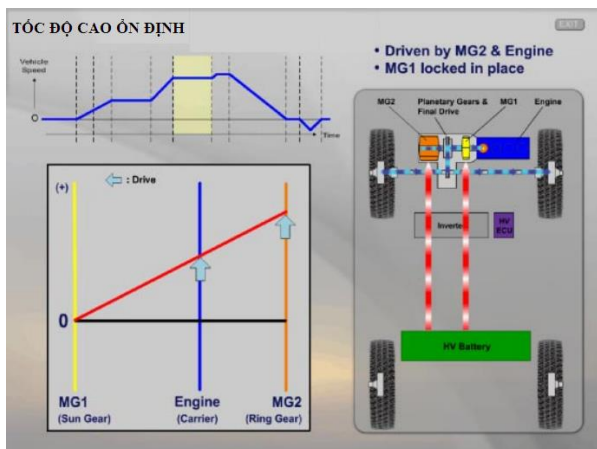 TỐC ĐỘ CAO ỔN ĐỊNH
EXIT
• Driven by MG2 & Engine
• MG1 locked in place
Vehicle
Speed
O
Time
MG2
Planetary Gears &
Final Drive
MG1
Engine
(+)
: Drive
0
MG1
(Sun Gear)
Engine
(Carrier)
MG2
(Ring Gear)
Inverter
HV
ECU
HV Battery